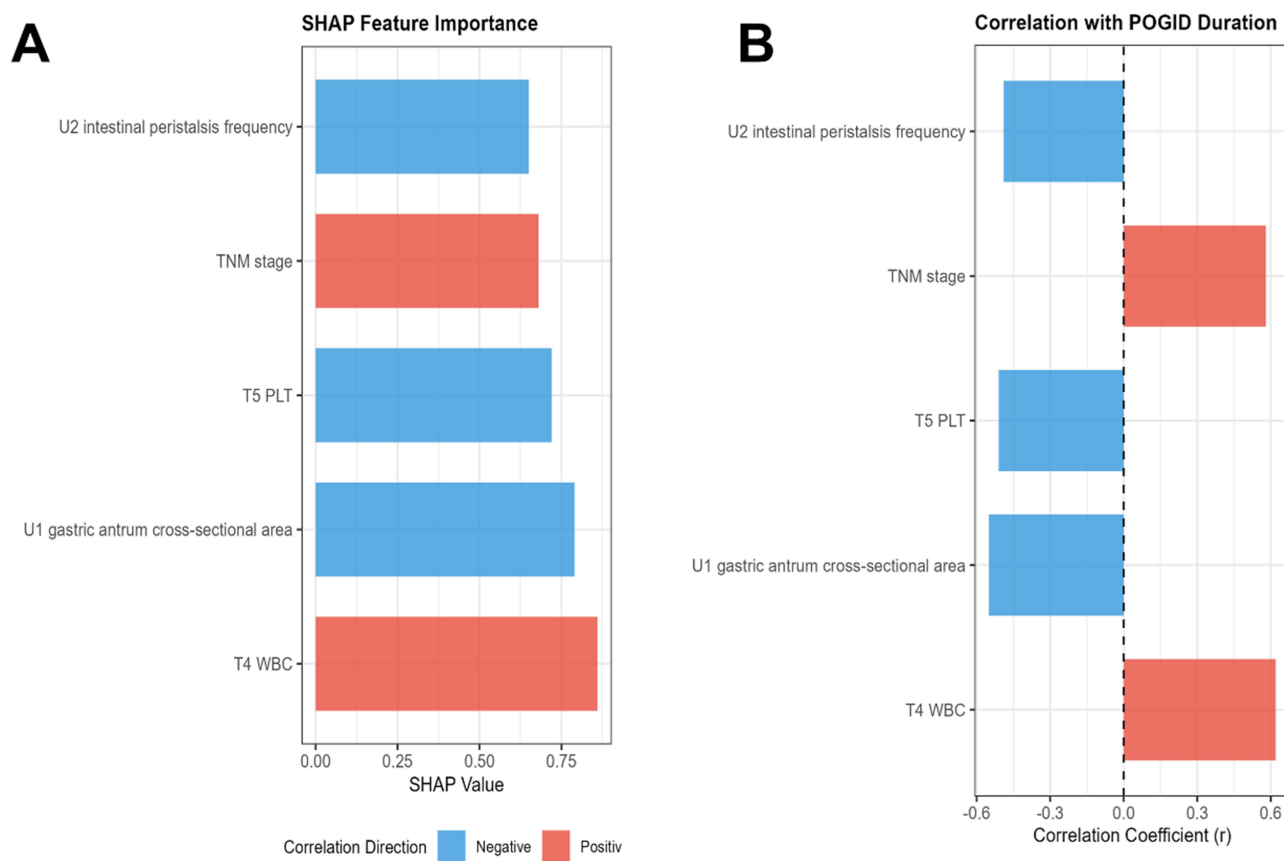 A
SHAP Feature Importance
U2 intestinal peristalsis frequency
TNM stage
T5 PLT
U1 gastric antrum cross-sectional area
T4 WBC
0.00 0.25 0.50 0.75
SHAP Value
Correlation Direction Negative Positiv
B
Correlation with POGID Duration
U2 intestinal peristalsis frequency
TNM stage
T5 PLT
U1 gastric antrum cross-sectional area
T4 WBC
-0.6 -0.3 0.0 0.3 0.6
Correlation Coefficient (r)